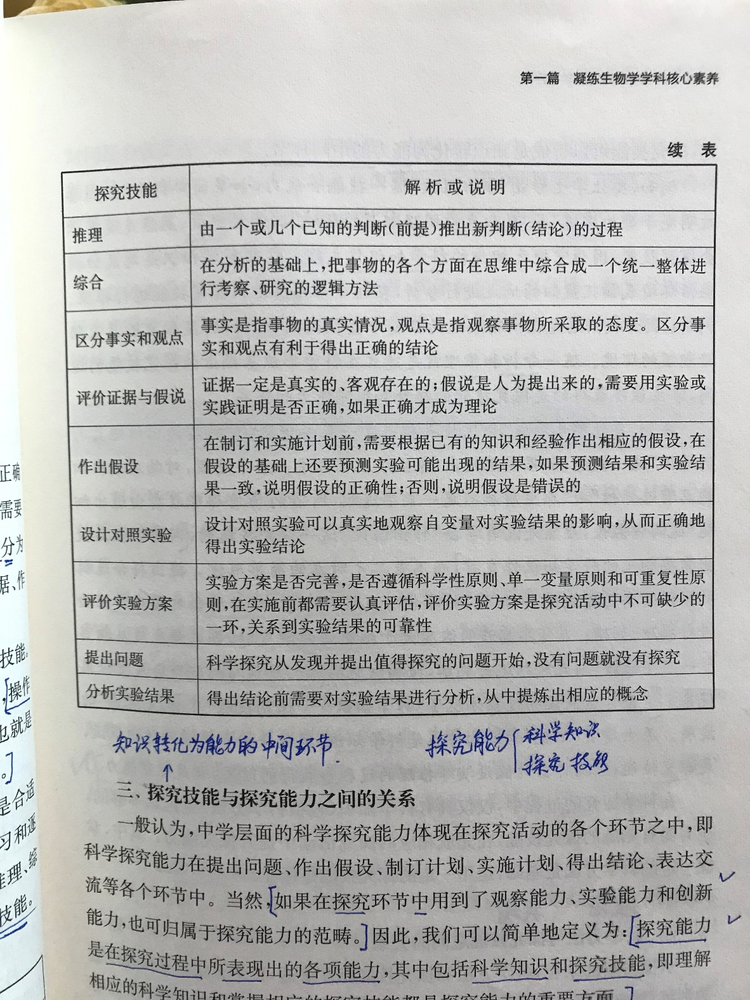 第一篇　凝练生物学学科核心素养
续　表
探究技能　解析或说明
推理　由一个或几个已知的判断(前提)推出新判断(结论)的过程
综合　在分析的基础上,把事物的各个方面在思维中综合成一个统一整体进
行考察、研究的逻辑方法
区分事实和观点　事实是指事物的真实情况,观点是指观察事物所采取的态度。区分事
实和观点有利于得出正确的结论
评价证据与假说　证据一定是真实的、客观存在的;假说是人为提出来的,需要用实验或
实践证明是否正确,如果正确才成为理论
作出假设　在制订和实施计划前,需要根据已有的知识和经验作出相应的假设,在
假设的基础上还要预测实验可能出现的结果,如果预测结果和实验结
果一致,说明假设的正确性;否则,说明假设是错误的
设计对照实验　设计对照实验可以真实地观察自变量对实验结果的影响,从而正确地
得出实验结论
评价实验方案　实验方案是否完善,是否遵循科学性原则、单一变量原则和可重复性原
则,在实施前都需要认真评估,评价实验方案是探究活动中不可缺少的
一环,关系到实验结果的可靠性
提出问题　科学探究从发现并提出值得探究的问题开始,没有问题就没有探究
分析实验结果　得出结论前需要对实验结果进行分析,从中提炼出相应的概念
知识转化为能力的中间环节.
探究能力{科学知识
探究技能
↑
三、探究技能与探究能力之间的关系
一般认为,中学层面的科学探究能力体现在探究活动的各个环节之中,即
科学探究能力在提出问题、作出假设、制订计划、实施计划、得出结论、表达交
流等各个环节中。当然,[如果在探究环节中用到了观察能力、实验能力和创新
能力,也可归属于探究能力的范畴。]因此,我们可以简单地定义为:[探究能力
是在探究过程中所表现出的各项能力,其中包括科学知识和探究技能,即理解
相应的科学知识和掌握相应的探究技能都是探究能力的重要方面。]
正确
需要
分为
居、作
技能。
,[操作
也就是
。]
是合适
习和逐
推理、综
技能。